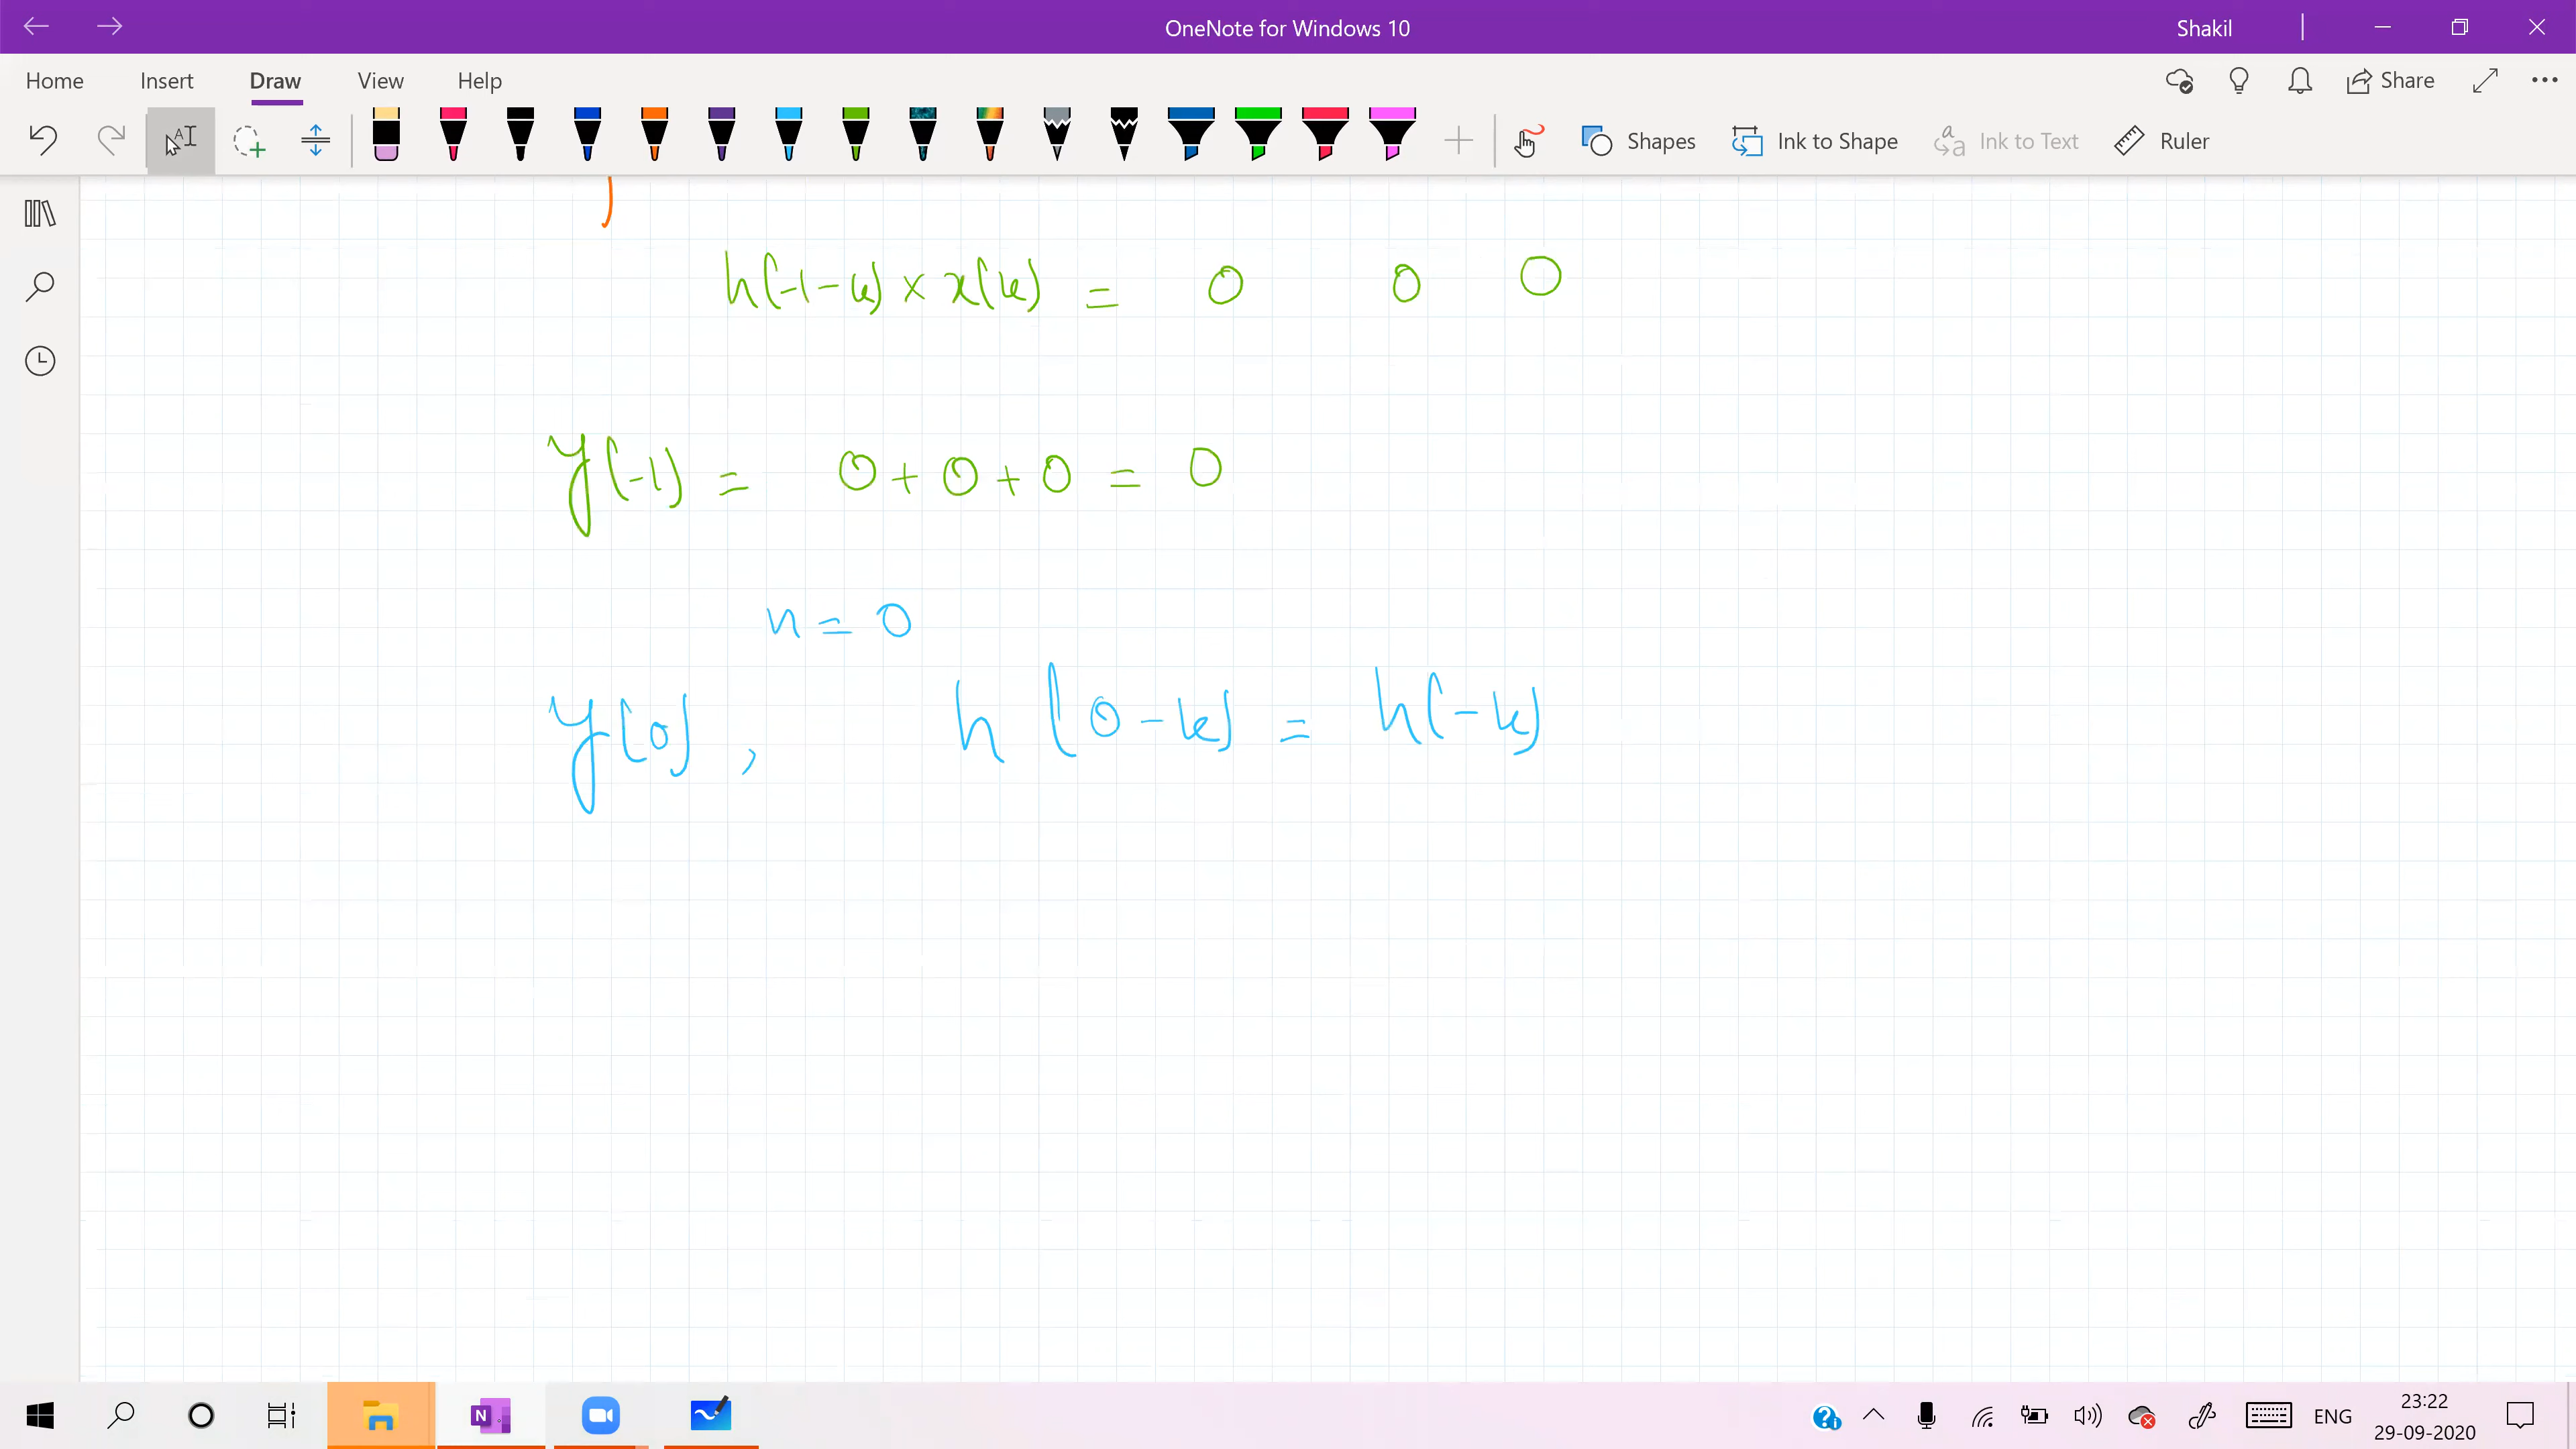 OneNote for Windows 10
Shakil
Home Insert Draw View Help
Share
Shapes Ink to Shape Ink to Text Ruler
h[-1-k] × x[k] = 0 0 0
y[-1] = 0 + 0 + 0 = 0
n = 0
y[0] , h[0-k] = h[-k]
ENG
23:22
29-09-2020